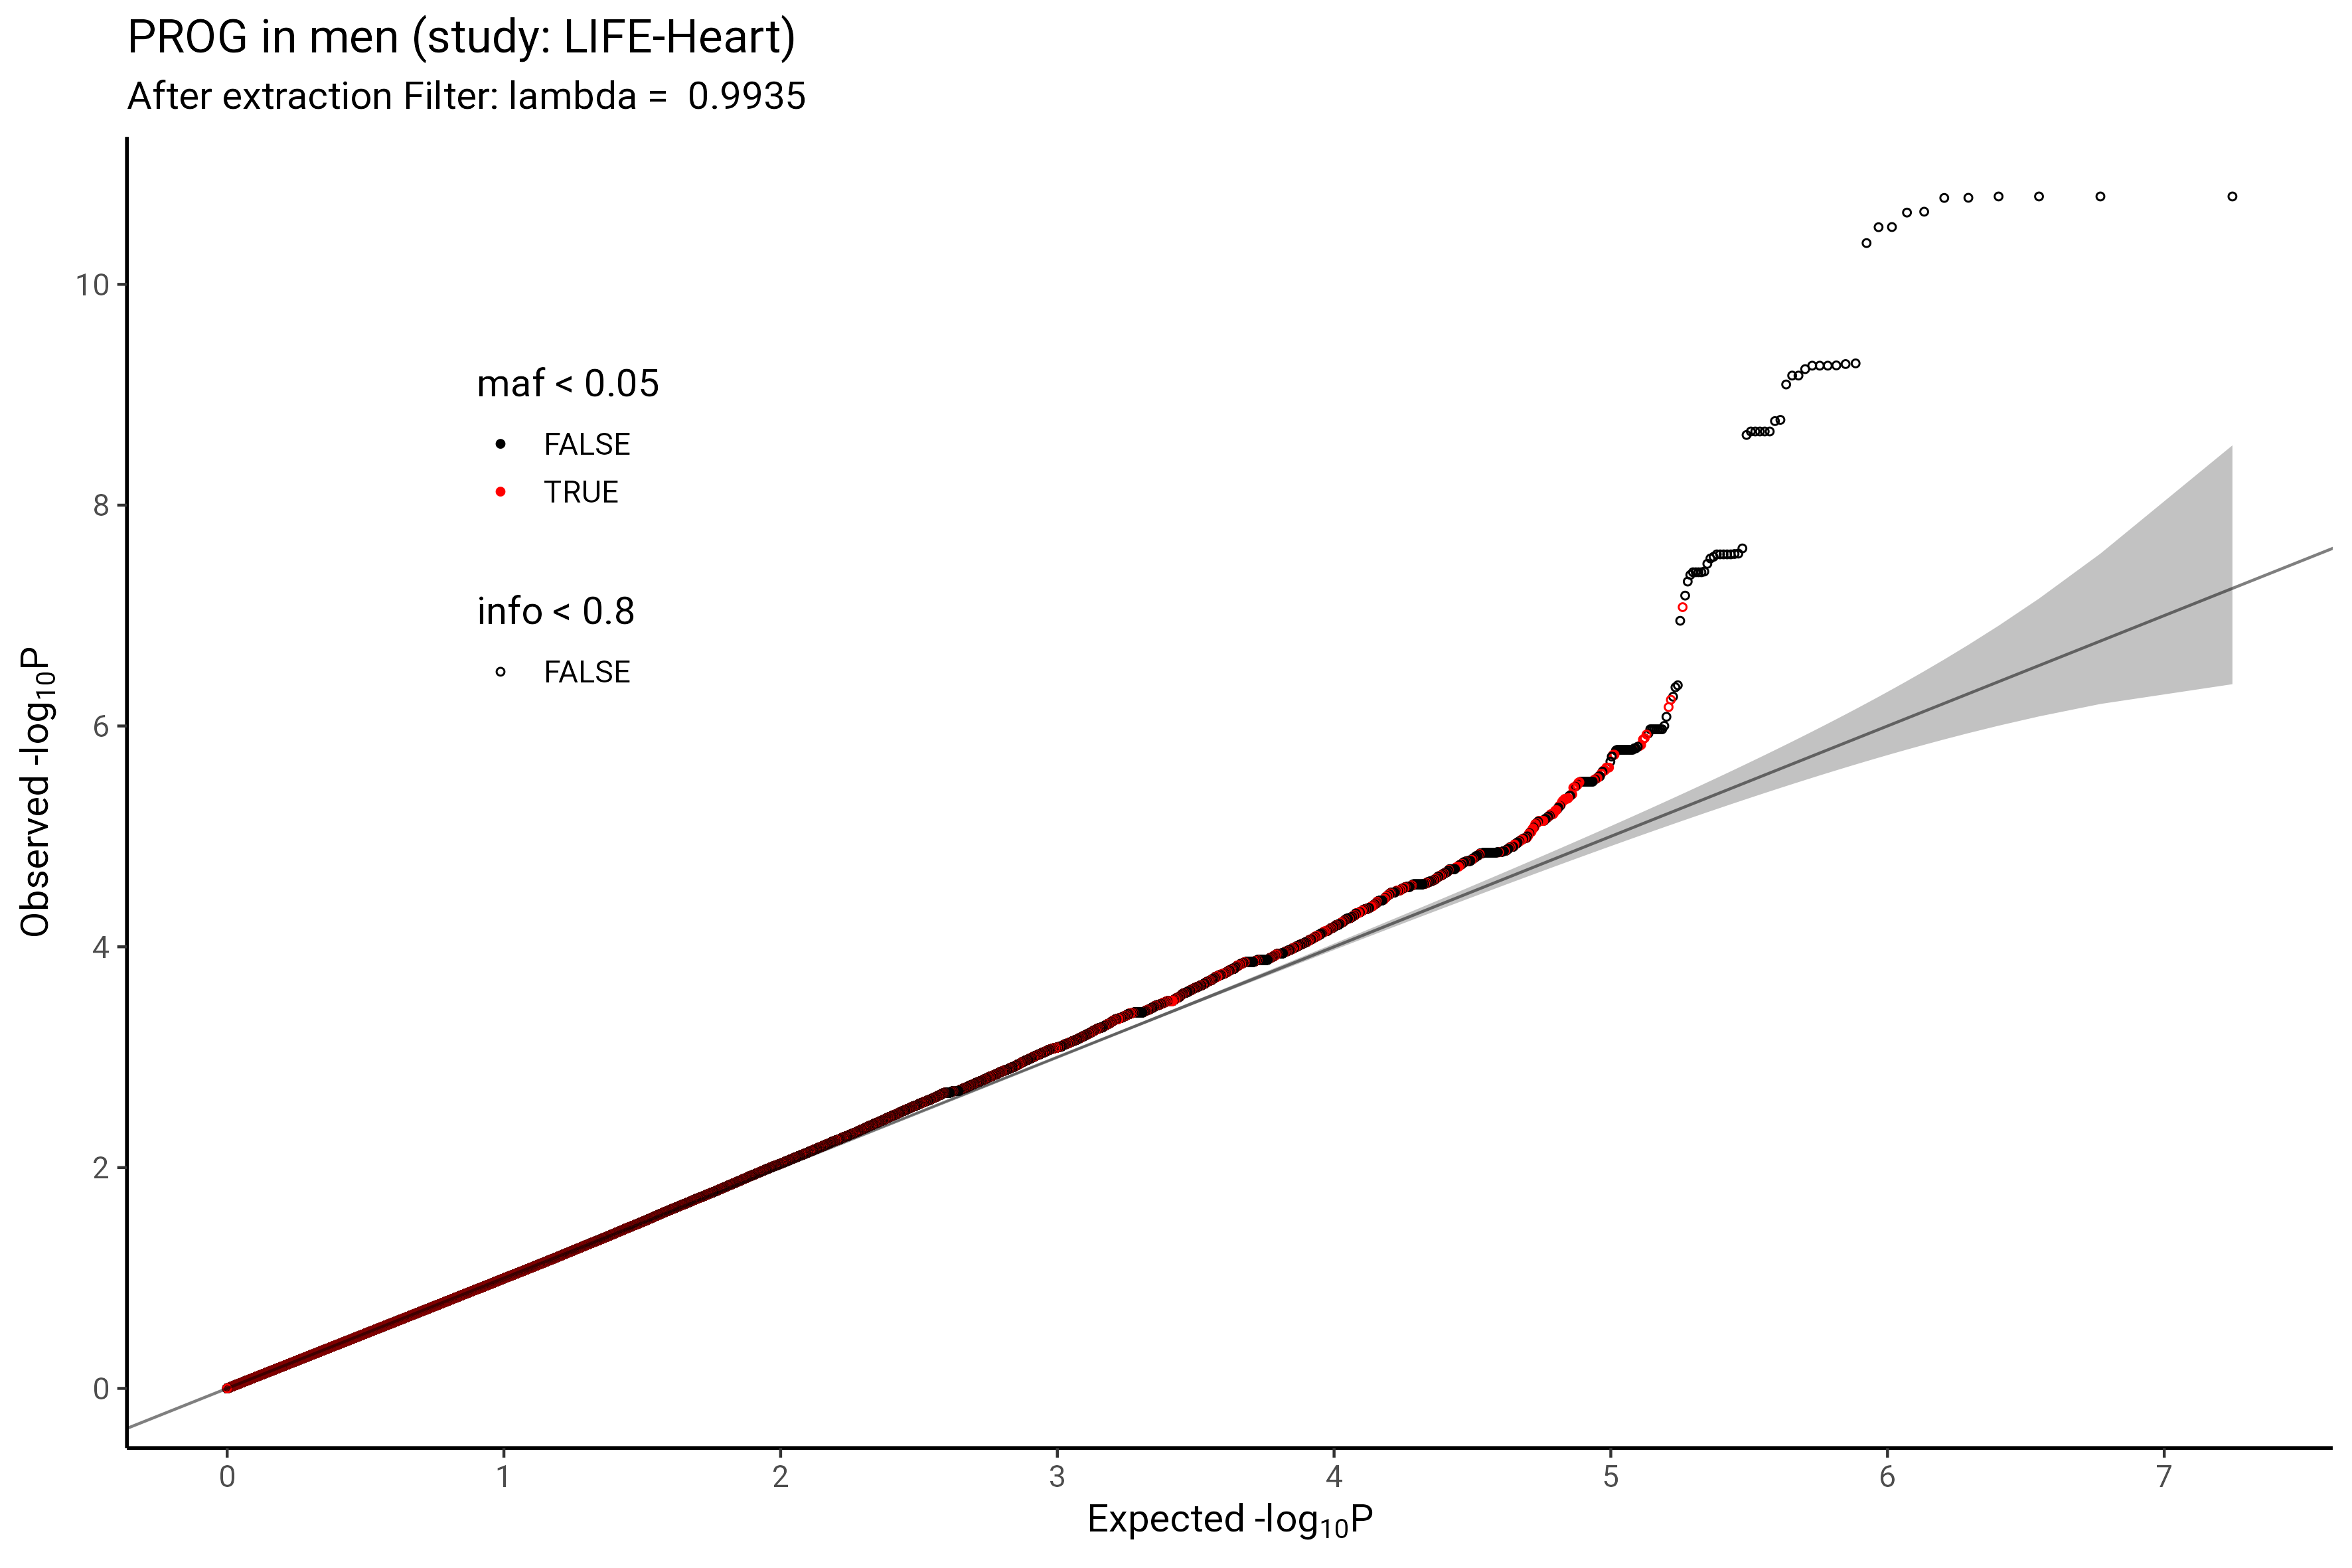 PROG in men (study: LIFE-Heart)
After extraction Filter: lambda =  0.9935
10
8
6
4
2
0
maf < 0.05
FALSE
TRUE
info < 0.8
FALSE
Observed -log10P
0 1 2 3 4 5 6 7
Expected -log10P